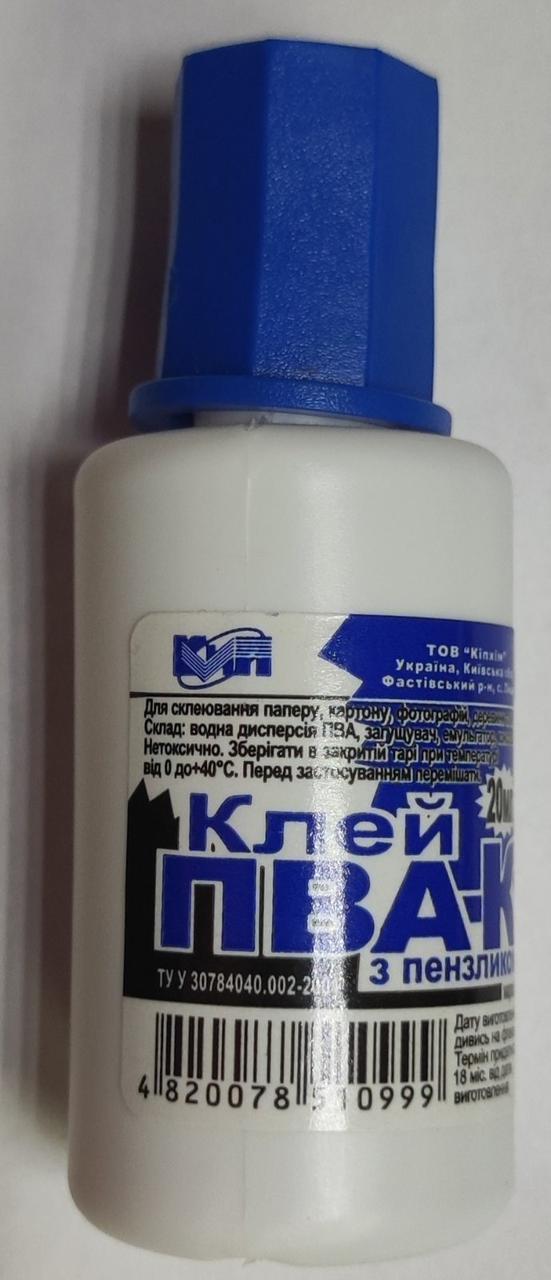 КХП
ТОВ "Кіпхім"
Україна, Київська
Фастівський р-н, с.
Для склеювання паперу, картону, фотографій,
Склад: водна дисперсія ПВА, загущувач, емульгатор,
Нетоксично. Зберігати в закритій тарі при температурі
від 0 до+40°С. Перед застосуванням перемішати.
20мл
Клей
ПВА-К
з пензликом
ТУ У 30784040.002-200
4 820078 510999
Дату виготовлення
дивись на
Термін
18 міс. від дати
виготовлення